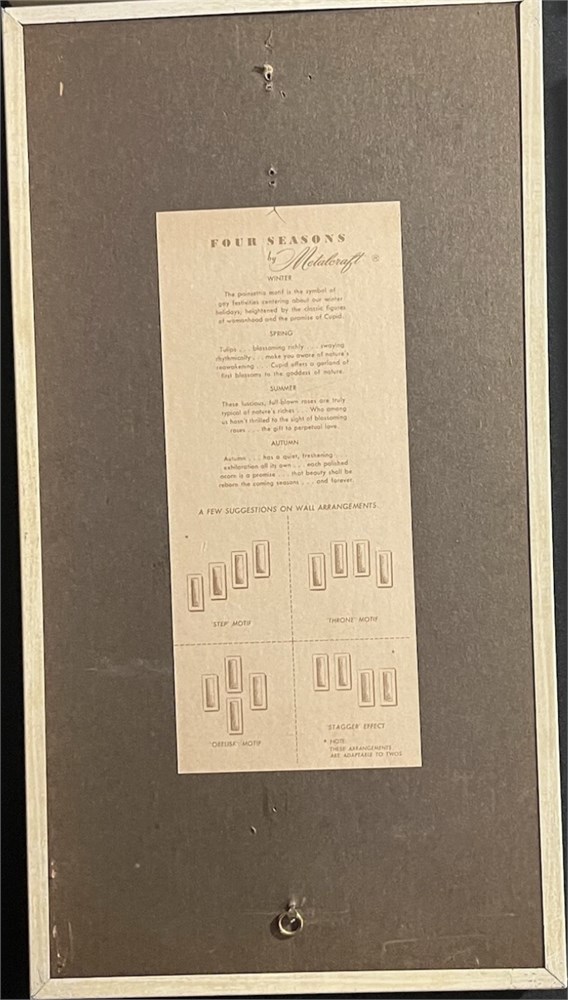 FOUR SEASONS
by Metalcraft ®
WINTER
The poinsettia motif is the symbol of
gay festivities centering about our winter
holidays, heightened by the classic figures
of womanhood and the promise of Cupid.
SPRING
Tulips . . . blossoming richly . . . swaying
rhythmically . . . make you aware of nature's
reawakening . . . Cupid offers a garland of
first blossoms to the goddess of nature.
SUMMER
These luscious, full-blown roses are truly
typical of nature's riches . . . Who among
us hasn't thrilled to the sight of blossoming
roses . . . the gift to perpetual love.
AUTUMN
Autumn . . . has a quiet, freshening . . .
exhilaration all its own . . . each polished
acorn is a promise . . . that beauty shall be
reborn the coming seasons . . . and forever.
A FEW SUGGESTIONS ON WALL ARRANGEMENTS
*
'STEP' MOTIF
'THRONE' MOTIF
*
'OBELISK' MOTIF
'STAGGER' EFFECT
* NOTE:
THESE ARRANGEMENTS
ARE ADAPTABLE TO TWOS.